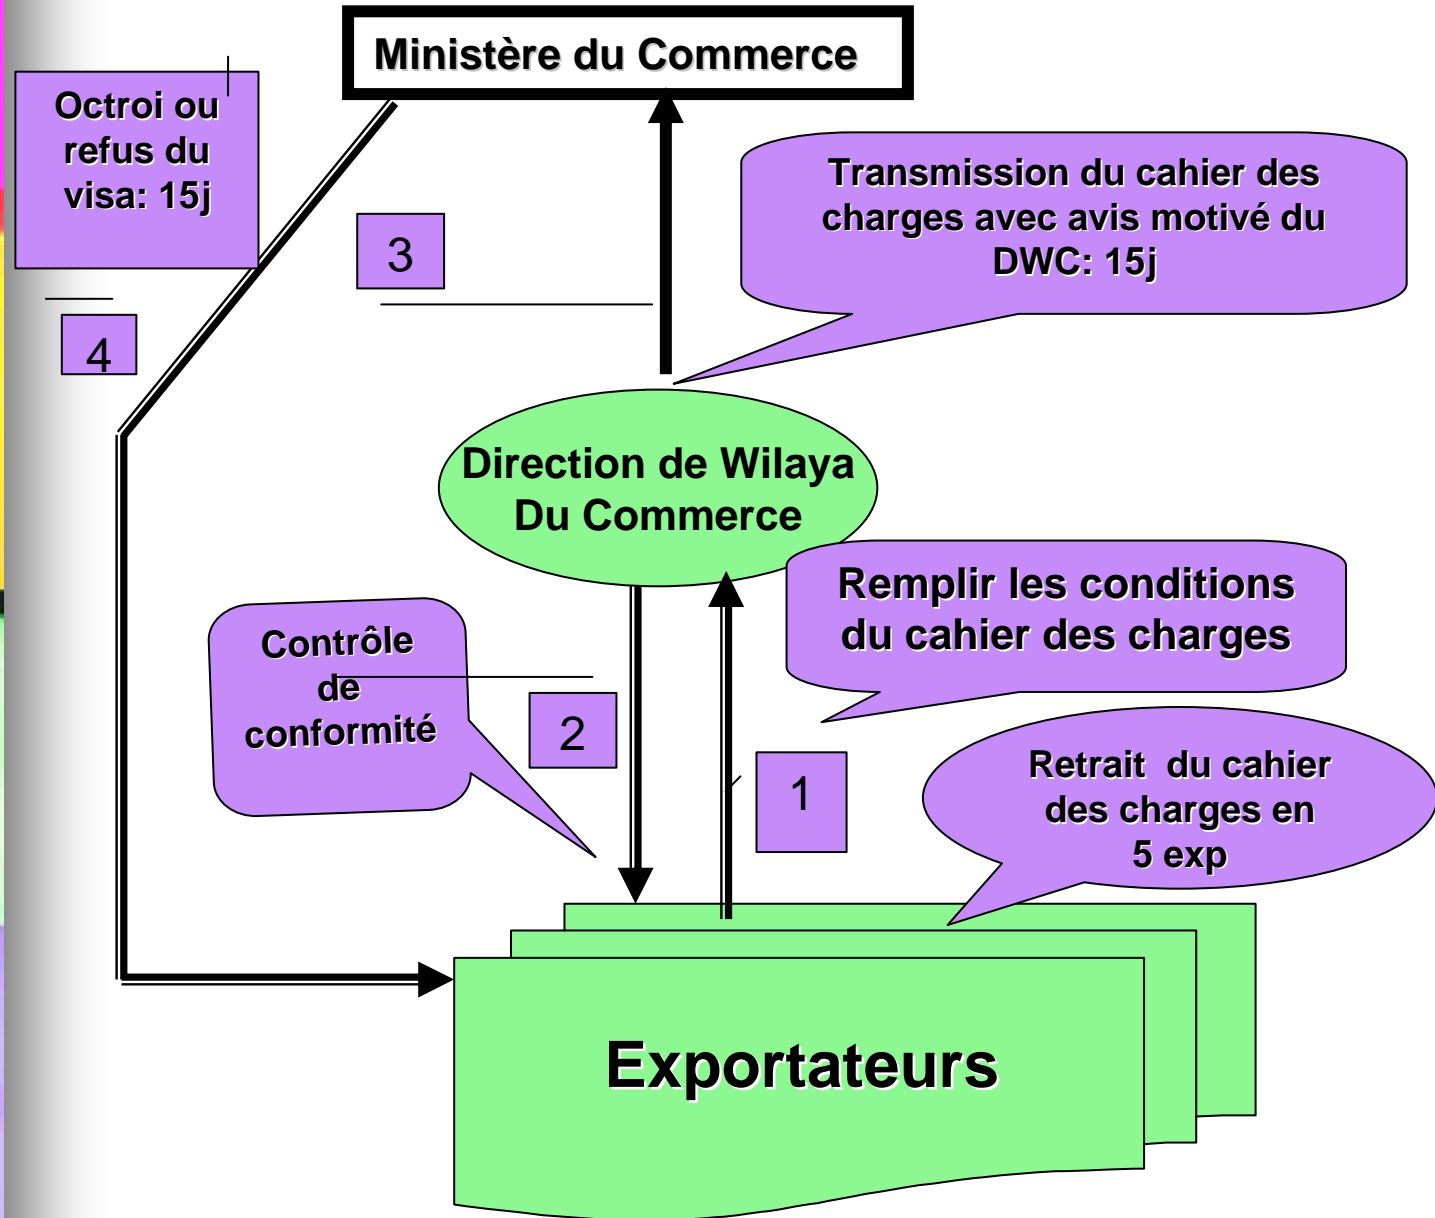 Ministère du Commerce
Octroi ou
refus du
visa: 15j
3
Transmission du cahier des
charges avec avis motivé du
DWC: 15j
4
Direction de Wilaya
Du Commerce
Remplir les conditions
du cahier des charges
Contrôle
de
conformité
2
1
Retrait du cahier
des charges en
5 exp
Exportateurs